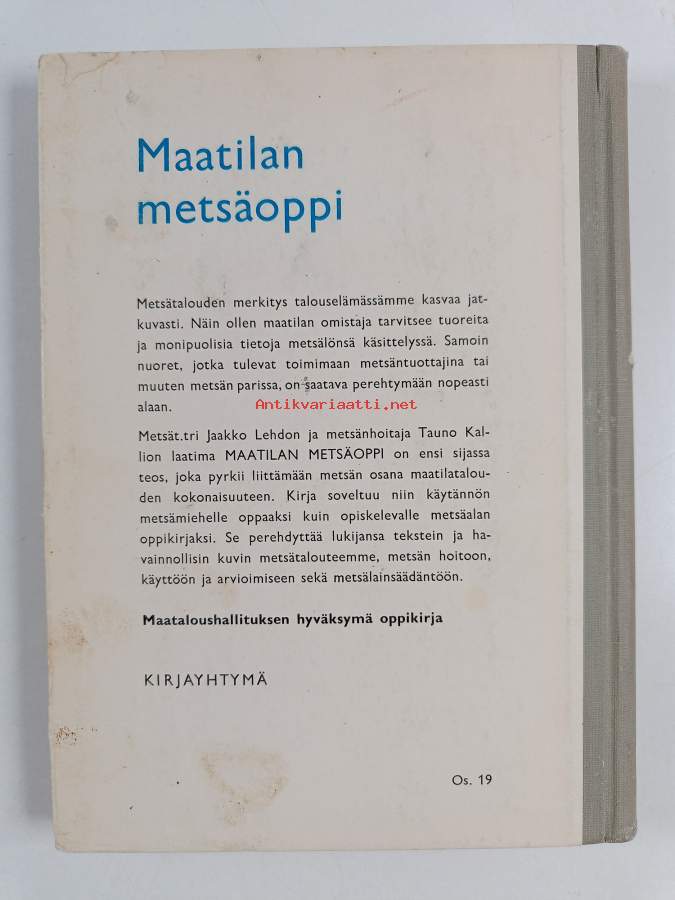 Maatilan
metsäoppi
Metsätalouden merkitys talouselämässämme kasvaa jat-
kuvasti. Näin ollen maatilan omistaja tarvitsee tuoreita
ja monipuolisia tietoja metsälönsä käsittelyssä. Samoin
nuoret, jotka tulevat toimimaan metsäntuottajina tai
muuten metsän parissa, on saatava perehtymään nopeasti
alaan.
Antikvariaatti.net
Metsät.tri Jaakko Lehdon ja metsänhoitaja Tauno Kal-
lion laatima MAATILAN METSÄOPPI on ensi sijassa
teos, joka pyrkii liittämään metsän osana maatilatalou-
den kokonaisuuteen. Kirja soveltuu niin käytännön
metsämiehelle oppaaksi kuin opiskelevalle metsäalan
oppikirjaksi. Se perehdyttää lukijansa tekstein ja ha-
vainnollisin kuvin metsätalouteemme, metsän hoitoon,
käyttöön ja arvioimiseen sekä metsälainsäädäntöön.
Maataloushallituksen hyväksymä oppikirja
KIRJAYHTYMÄ
Os. 19